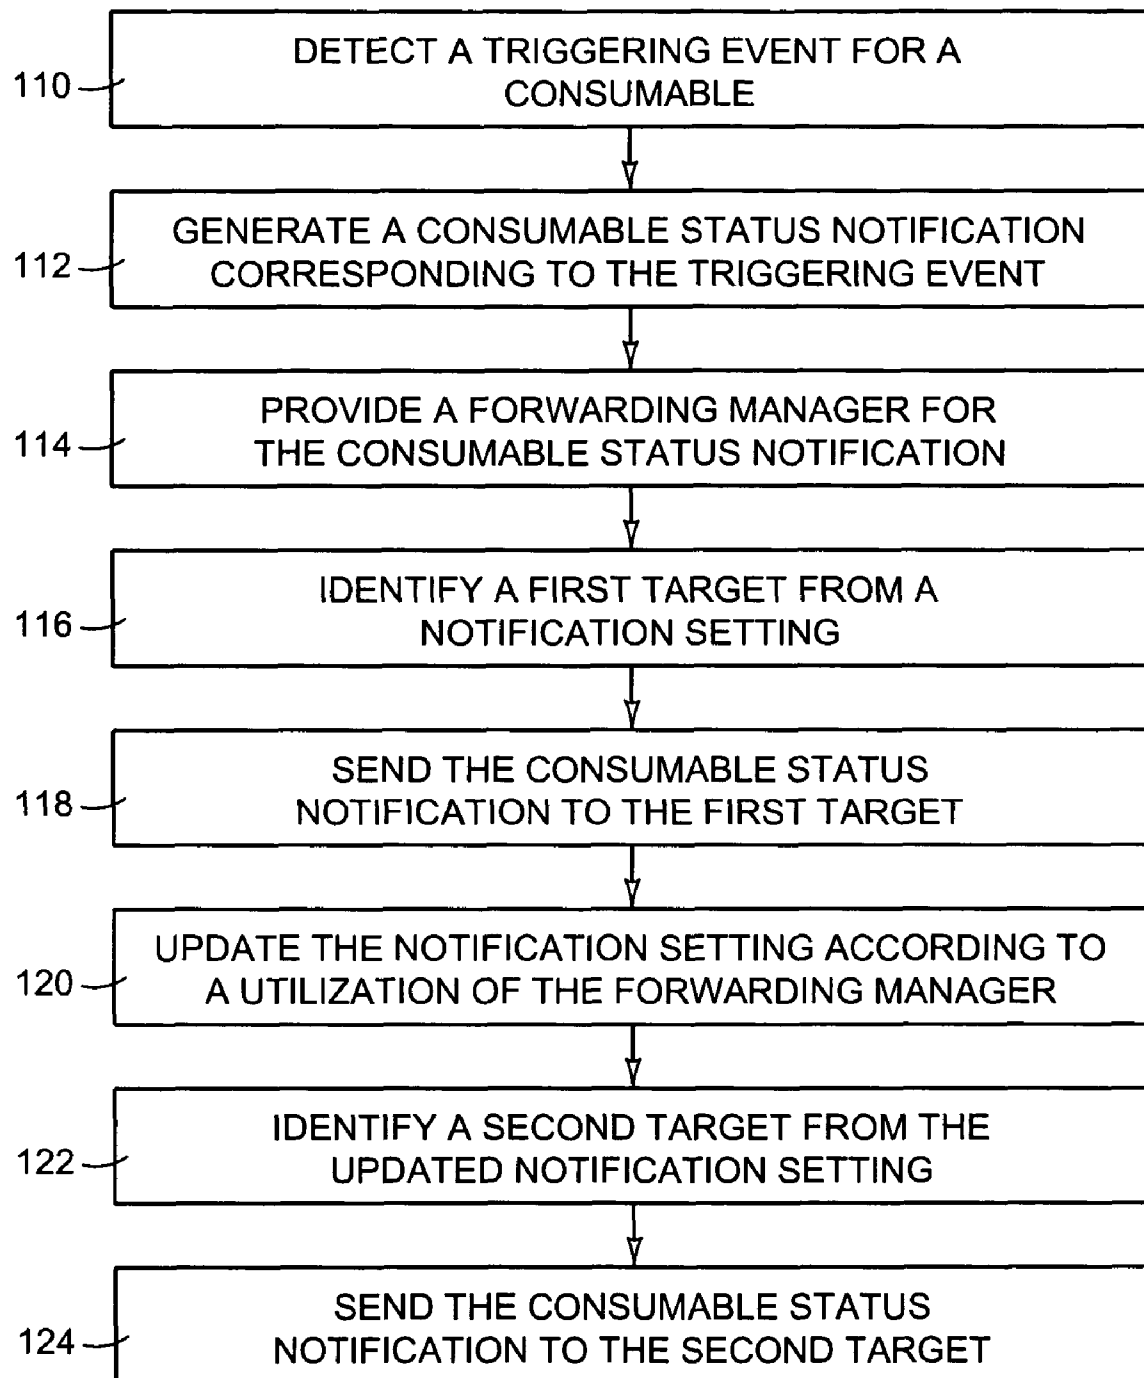 110
DETECT A TRIGGERING EVENT FOR A
CONSUMABLE
112
GENERATE A CONSUMABLE STATUS NOTIFICATION
CORRESPONDING TO THE TRIGGERING EVENT
114
PROVIDE A FORWARDING MANAGER FOR
THE CONSUMABLE STATUS NOTIFICATION
116
IDENTIFY A FIRST TARGET FROM A
NOTIFICATION SETTING
118
SEND THE CONSUMABLE STATUS
NOTIFICATION TO THE FIRST TARGET
120
UPDATE THE NOTIFICATION SETTING ACCORDING TO
A UTILIZATION OF THE FORWARDING MANAGER
122
IDENTIFY A SECOND TARGET FROM THE
UPDATED NOTIFICATION SETTING
124
SEND THE CONSUMABLE STATUS
NOTIFICATION TO THE SECOND TARGET